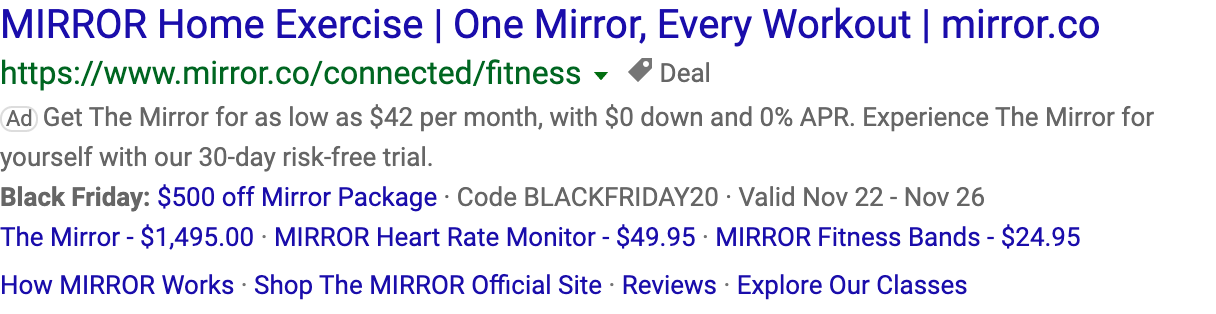 MIRROR Home Exercise | One Mirror, Every Workout | mirror.co
https://www.mirror.co/connected/fitness Deal
Ad Get The Mirror for as low as $42 per month, with $0 down and 0% APR. Experience The Mirror for
yourself with our 30-day risk-free trial.
Black Friday: $500 off Mirror Package · Code BLACKFRIDAY20 · Valid Nov 22 - Nov 26
The Mirror - $1,495.00 · MIRROR Heart Rate Monitor - $49.95 · MIRROR Fitness Bands - $24.95
How MIRROR Works · Shop The MIRROR Official Site · Reviews · Explore Our Classes